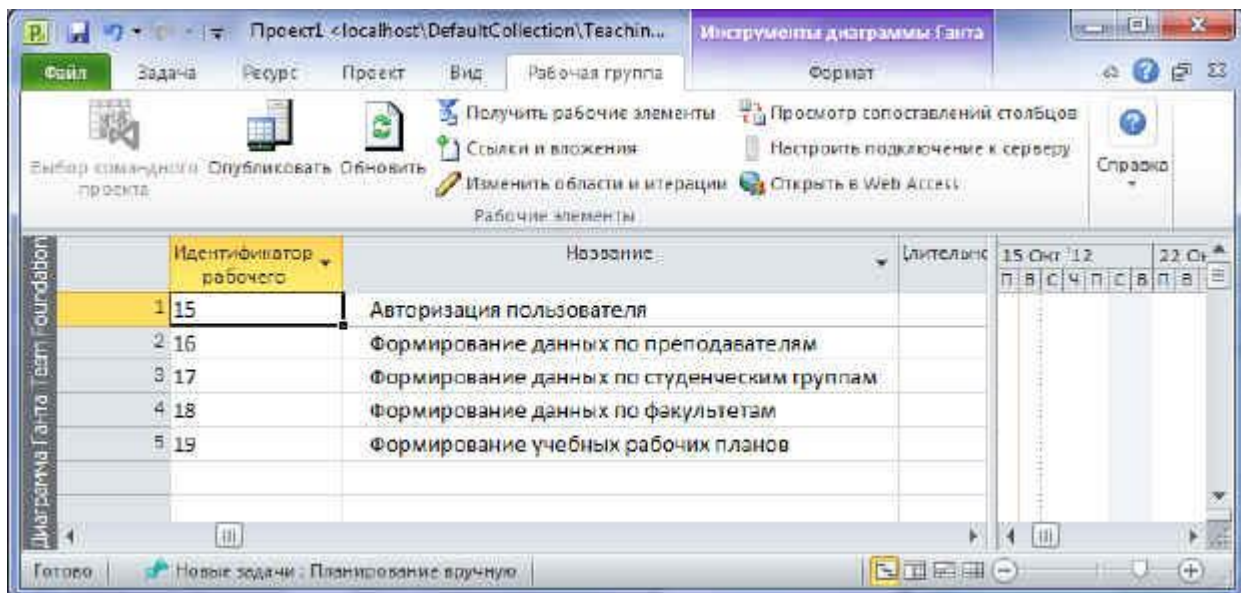 Проект1 <localhost\DefaultCollection\Teachin...
Инструменты диаграммы Ганта
Файл Задача Ресурс Проект Вид Рабочая группа Формат
Выбор командного проекта
Опубликовать
Обновить
Получить рабочие элементы
Ссылки и вложения
Изменить области и итерации
Просмотр сопоставлений столбцов
Настроить подключение к серверу
Открыть в Web Access
Справка
Рабочие элементы
Идентификатор рабочего
Название
15 Окт '12
П В С Ч П С В П В
1 15 Авторизация пользователя
2 16 Формирование данных по преподавателям
3 17 Формирование данных по студенческим группам
4 18 Формирование данных по факультетам
5 19 Формирование учебных рабочих планов
Диаграмма Ганта Team Foundation
Готово Новые задачи : Планирование вручную